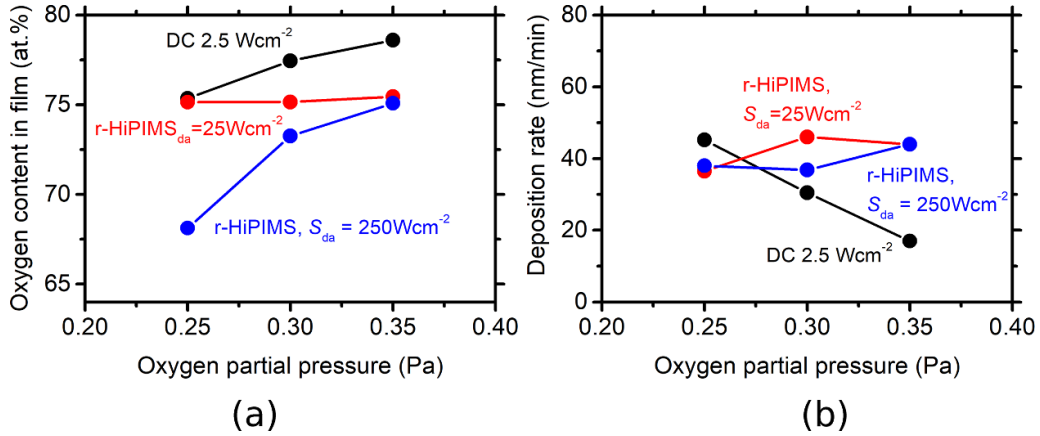 80
75
70
65
Oxygen content in film (at.%)
DC 2.5 Wcm-2
r-HiPIMSda=25Wcm-2
r-HiPIMS, Sda = 250Wcm-2
0.20 0.25 0.30 0.35 0.40
Oxygen partial pressure (Pa)
(a)
80
60
40
20
0
Deposition rate (nm/min)
r-HiPIMS,
Sda=25Wcm-2
r-HiPIMS,
Sda = 250Wcm-2
DC 2.5 Wcm-2
0.20 0.25 0.30 0.35 0.40
Oxygen partial pressure (Pa)
(b)